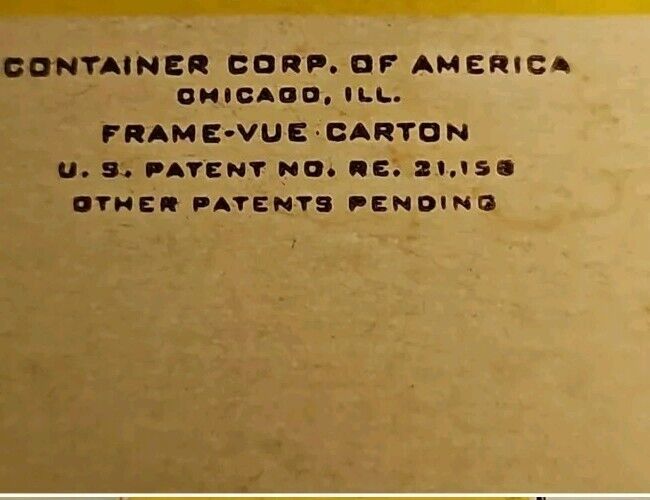 CONTAINER CORP. OF AMERICA
CHICAGO, ILL.
FRAME-VUE CARTON
U. S. PATENT NO. RE. 21,158
OTHER PATENTS PENDING